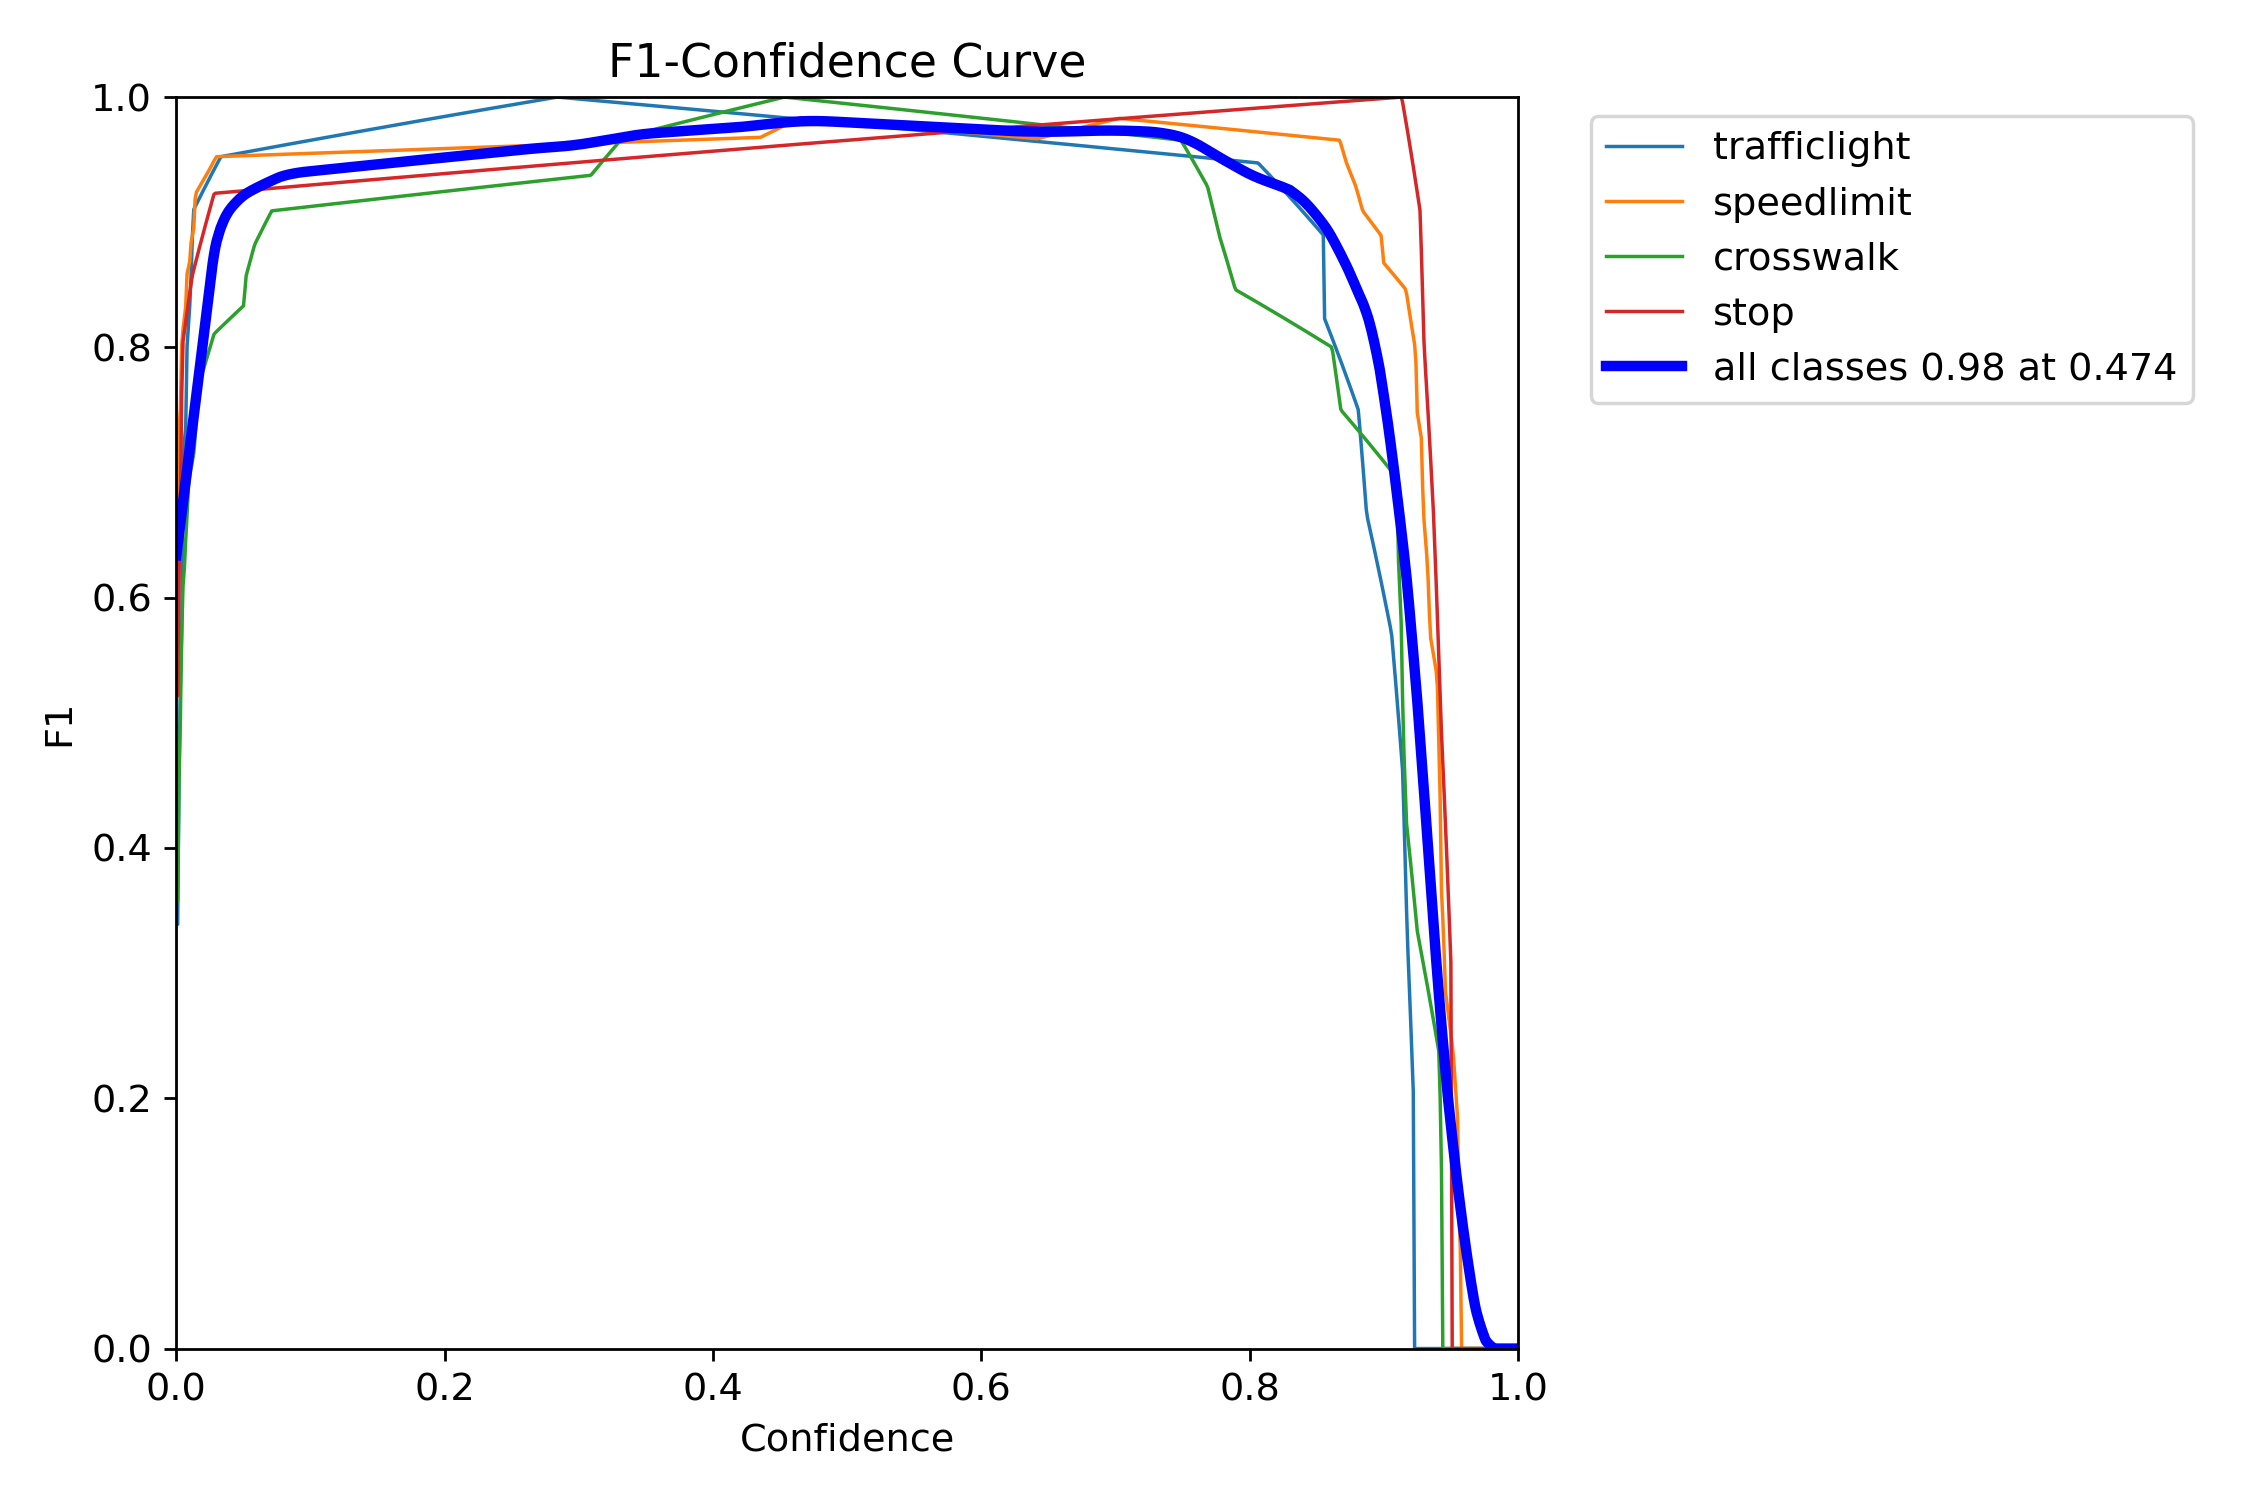 F1-Confidence Curve
1.0
0.8
0.6
0.4
0.2
0.0
F1
0.0 0.2 0.4 0.6 0.8 1.0
Confidence
trafficlight
speedlimit
crosswalk
stop
all classes 0.98 at 0.474